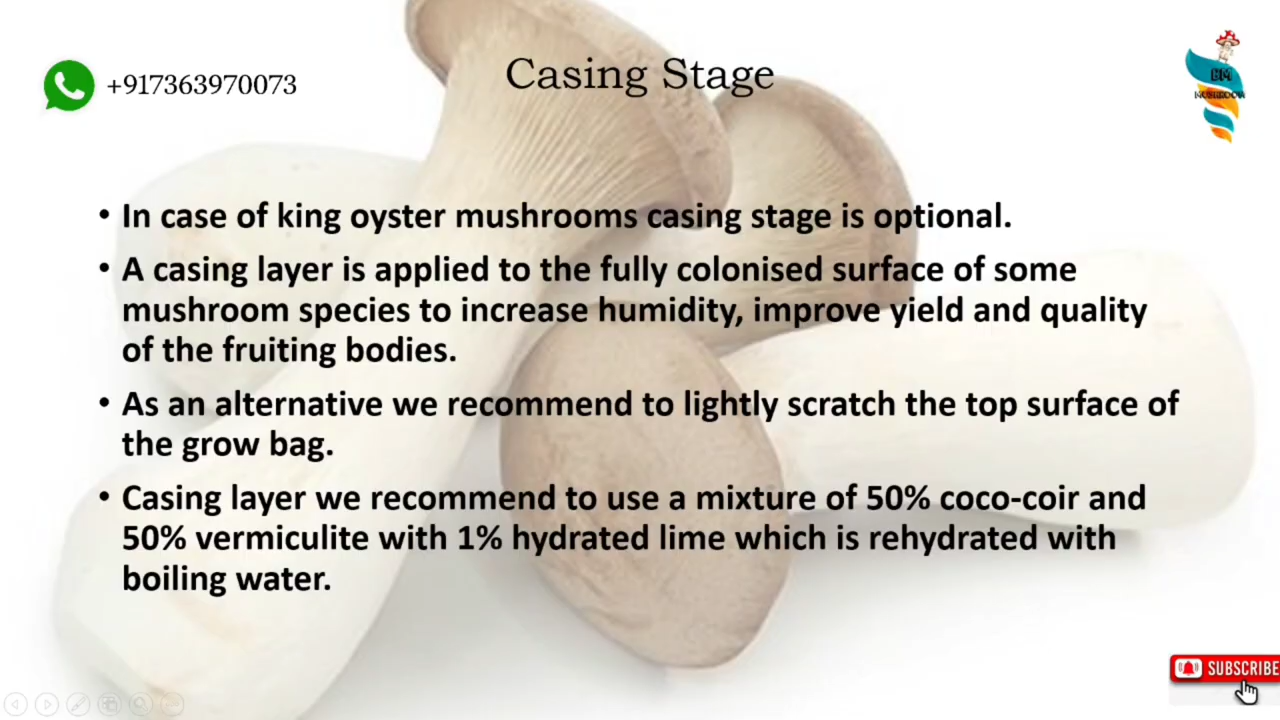 +917363970073
Casing Stage
BM
MUSHROOM
• In case of king oyster mushrooms casing stage is optional.
• A casing layer is applied to the fully colonised surface of some
mushroom species to increase humidity, improve yield and quality
of the fruiting bodies.
• As an alternative we recommend to lightly scratch the top surface of
the grow bag.
• Casing layer we recommend to use a mixture of 50% coco-coir and
50% vermiculite with 1% hydrated lime which is rehydrated with
boiling water.
SUBSCRIBE